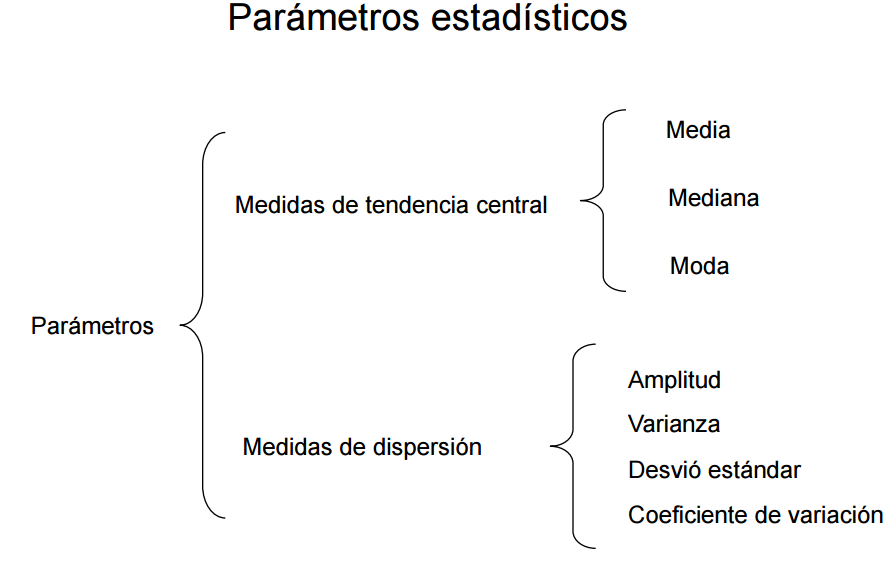 Parámetros estadísticos
Parámetros
Medidas de tendencia central
Media
Mediana
Moda
Medidas de dispersión
Amplitud
Varianza
Desvió estándar
Coeficiente de variación